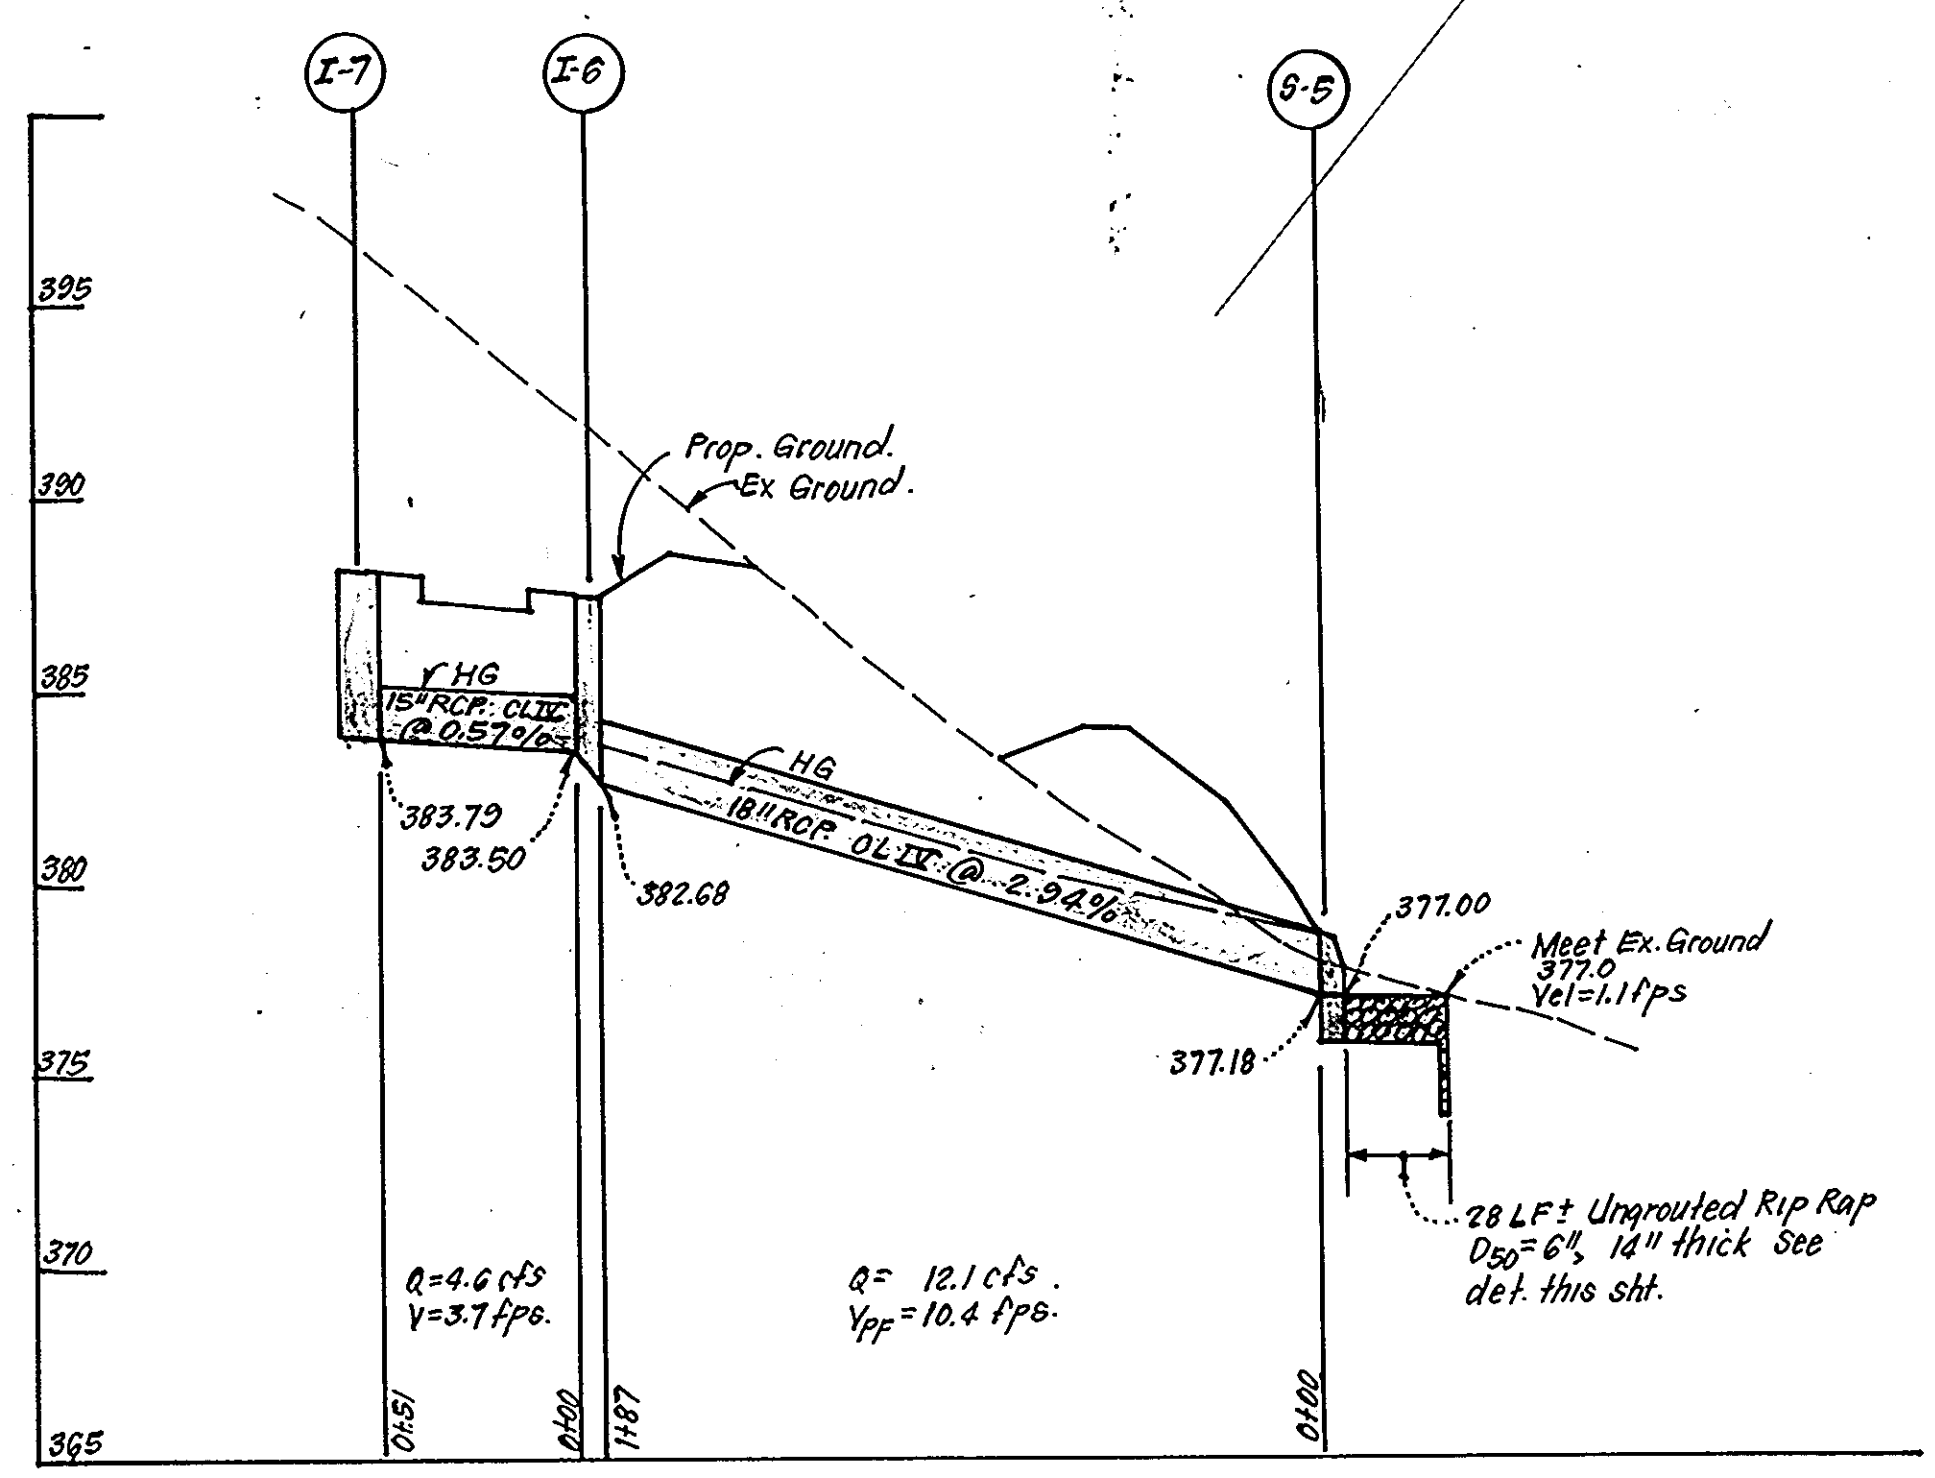 I-7
I-6
S-5
395
390
385
380
375
370
365
Prop. Ground.
Ex Ground.
HG
15" RCP. CL IV
@ 0.57%
HG
18" RCP. CL IV @ 2.94%
383.79
383.50
382.68
377.00
Meet Ex. Ground
377.0
Vel=1.1 fps
377.18
28 LF± Ungrouted Rip Rap
D50=6", 14" thick See
det. this sht.
Q=4.6 cfs
V=3.7 fps.
Q= 12.1 cfs.
VPF=10.4 fps.
0+51
0+00
1+87
0+00